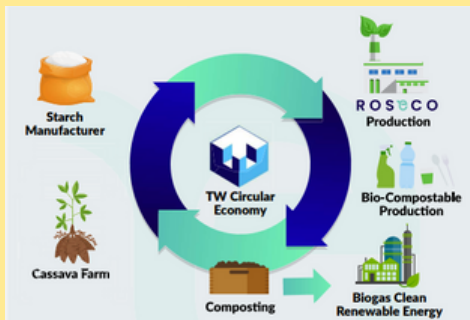 Starch
Manufacturer
ROSECO
Production
TW Circular
Economy
Bio-Compostable
Production
Cassava Farm
Composting
Biogas Clean
Renewable Energy